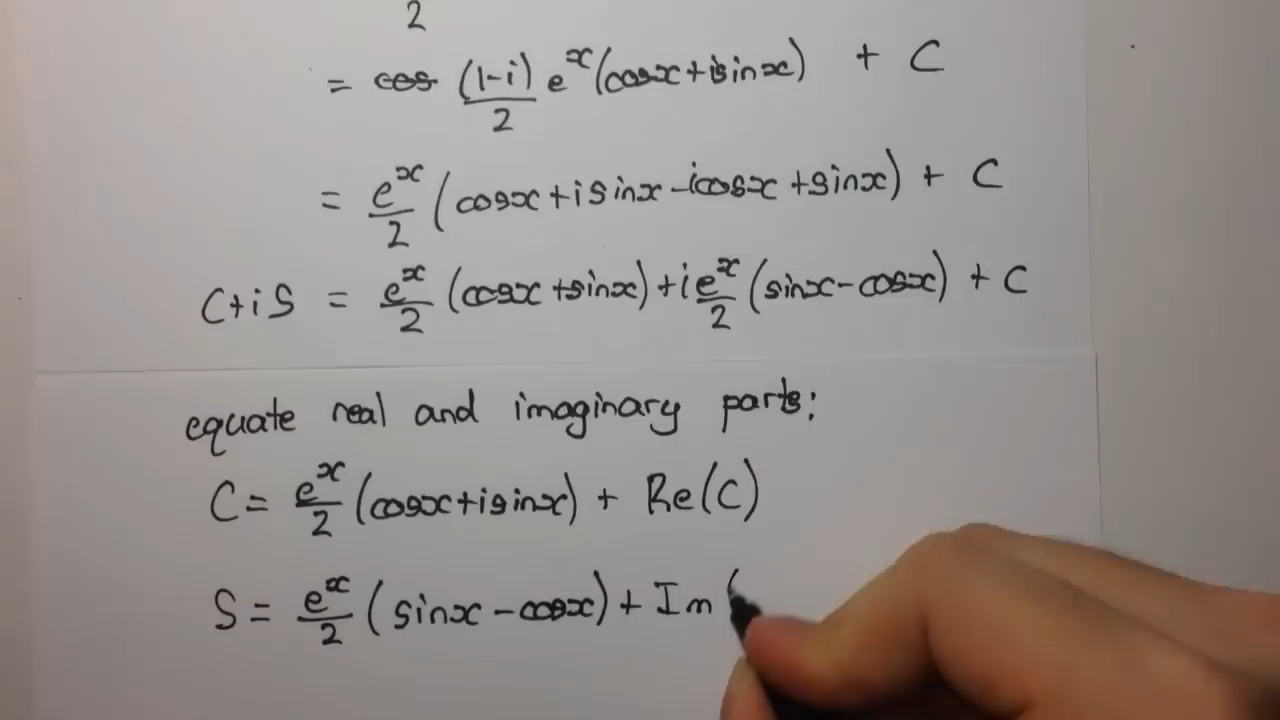 2
= cos (1-i)/2 e^x (cosx+isinx) + C
= e^x/2 (cosx+isinx-icosx+sinx) + C
C+iS = e^x/2 (cosx+sinx)+i e^x/2 (sinx-cosx) + C
equate real and imaginary parts:
C = e^x/2 (cosx+isinx) + Re(C)
S = e^x/2 (sinx-cosx) + Im (